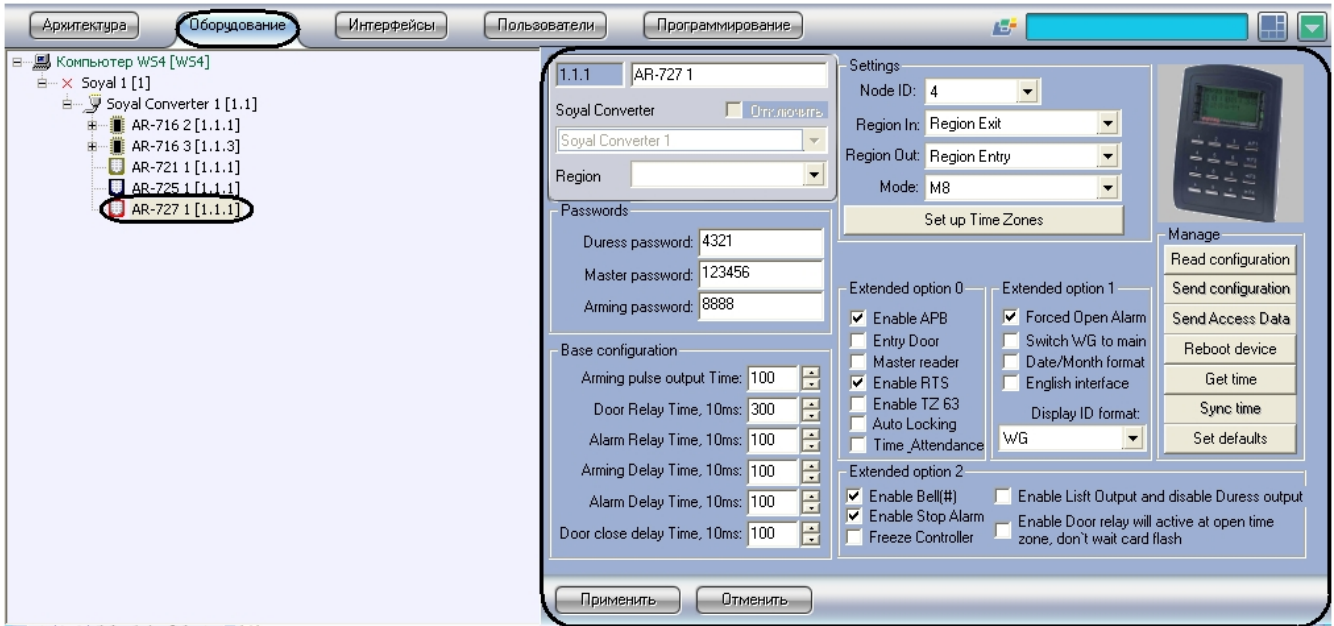 Архитектура
Оборудование
Интерфейсы
Пользователи
Программирование
Компьютер WS4 [WS4]
Soyal 1 [1]
Soyal Converter 1 [1.1]
AR-716 2 [1.1.1]
AR-716 3 [1.1.3]
AR-721 1 [1.1.1]
AR-725 1 [1.1.1]
AR-727 1 [1.1.1]
1.1.1
AR-727 1
Soyal Converter
Отключить
Soyal Converter 1
Region
Passwords
Duress password: 4321
Master password: 123456
Arming password: 8888
Base configuration
Arming pulse output Time: 100
Door Relay Time, 10ms: 300
Alarm Relay Time, 10ms: 100
Arming Delay Time, 10ms: 100
Alarm Delay Time, 10ms: 100
Door close delay Time, 10ms: 100
Settings
Node ID: 4
Region In: Region Exit
Region Out: Region Entry
Mode: M8
Set up Time Zones
Extended option 0
Enable APB
Entry Door
Master reader
Enable RTS
Enable TZ 63
Auto Locking
Time_Attendance
Extended option 1
Forced Open Alarm
Switch WG to main
Date/Month format
English interface
Display ID format:
WG
Manage
Read configuration
Send configuration
Send Access Data
Reboot device
Get time
Sync time
Set defaults
Extended option 2
Enable Bell(#)
Enable Stop Alarm
Freeze Controller
Enable Lisft Output and disable Duress output
Enable Door relay will active at open time
zone, don`t wait card flash
Применить
Отменить